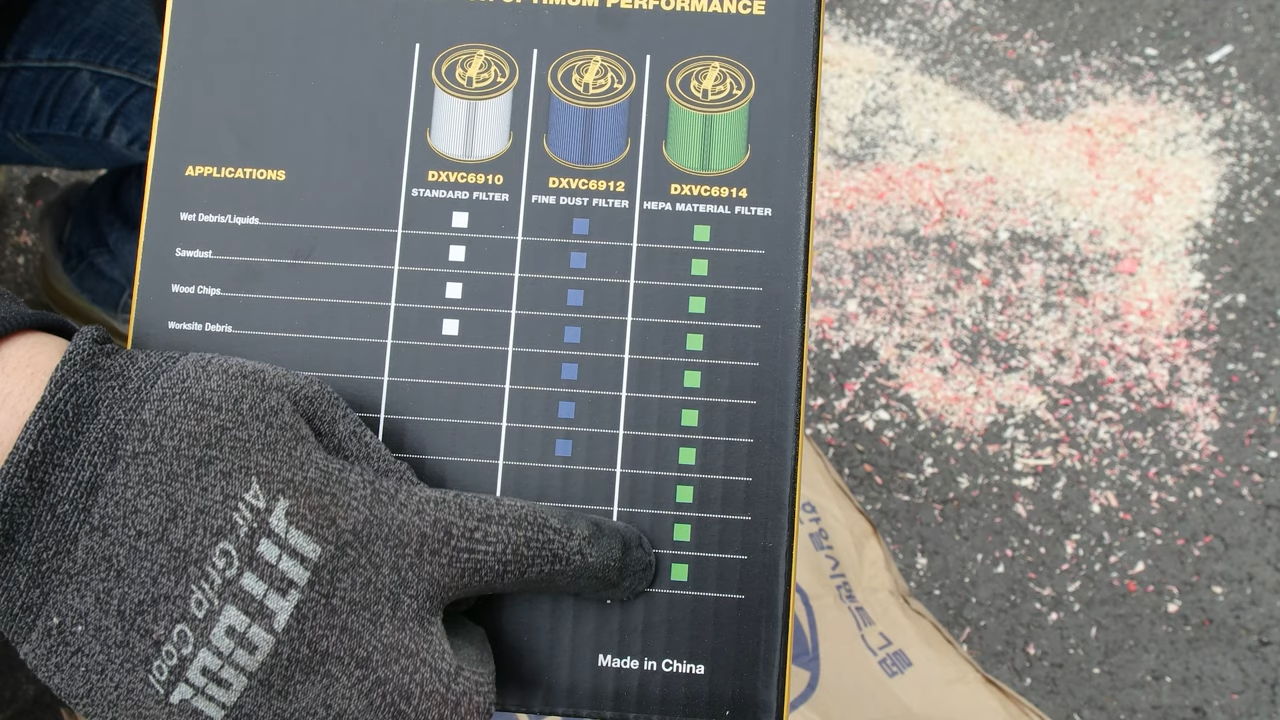 OPTIMUM PERFORMANCE
APPLICATIONS
DXVC6910
STANDARD FILTER
DXVC6912
FINE DUST FILTER
DXVC6914
HEPA MATERIAL FILTER
Wet Debris/Liquids
Sawdust
Wood Chips
Worksite Debris
Made in China
JITOOL
Air Grip Cool